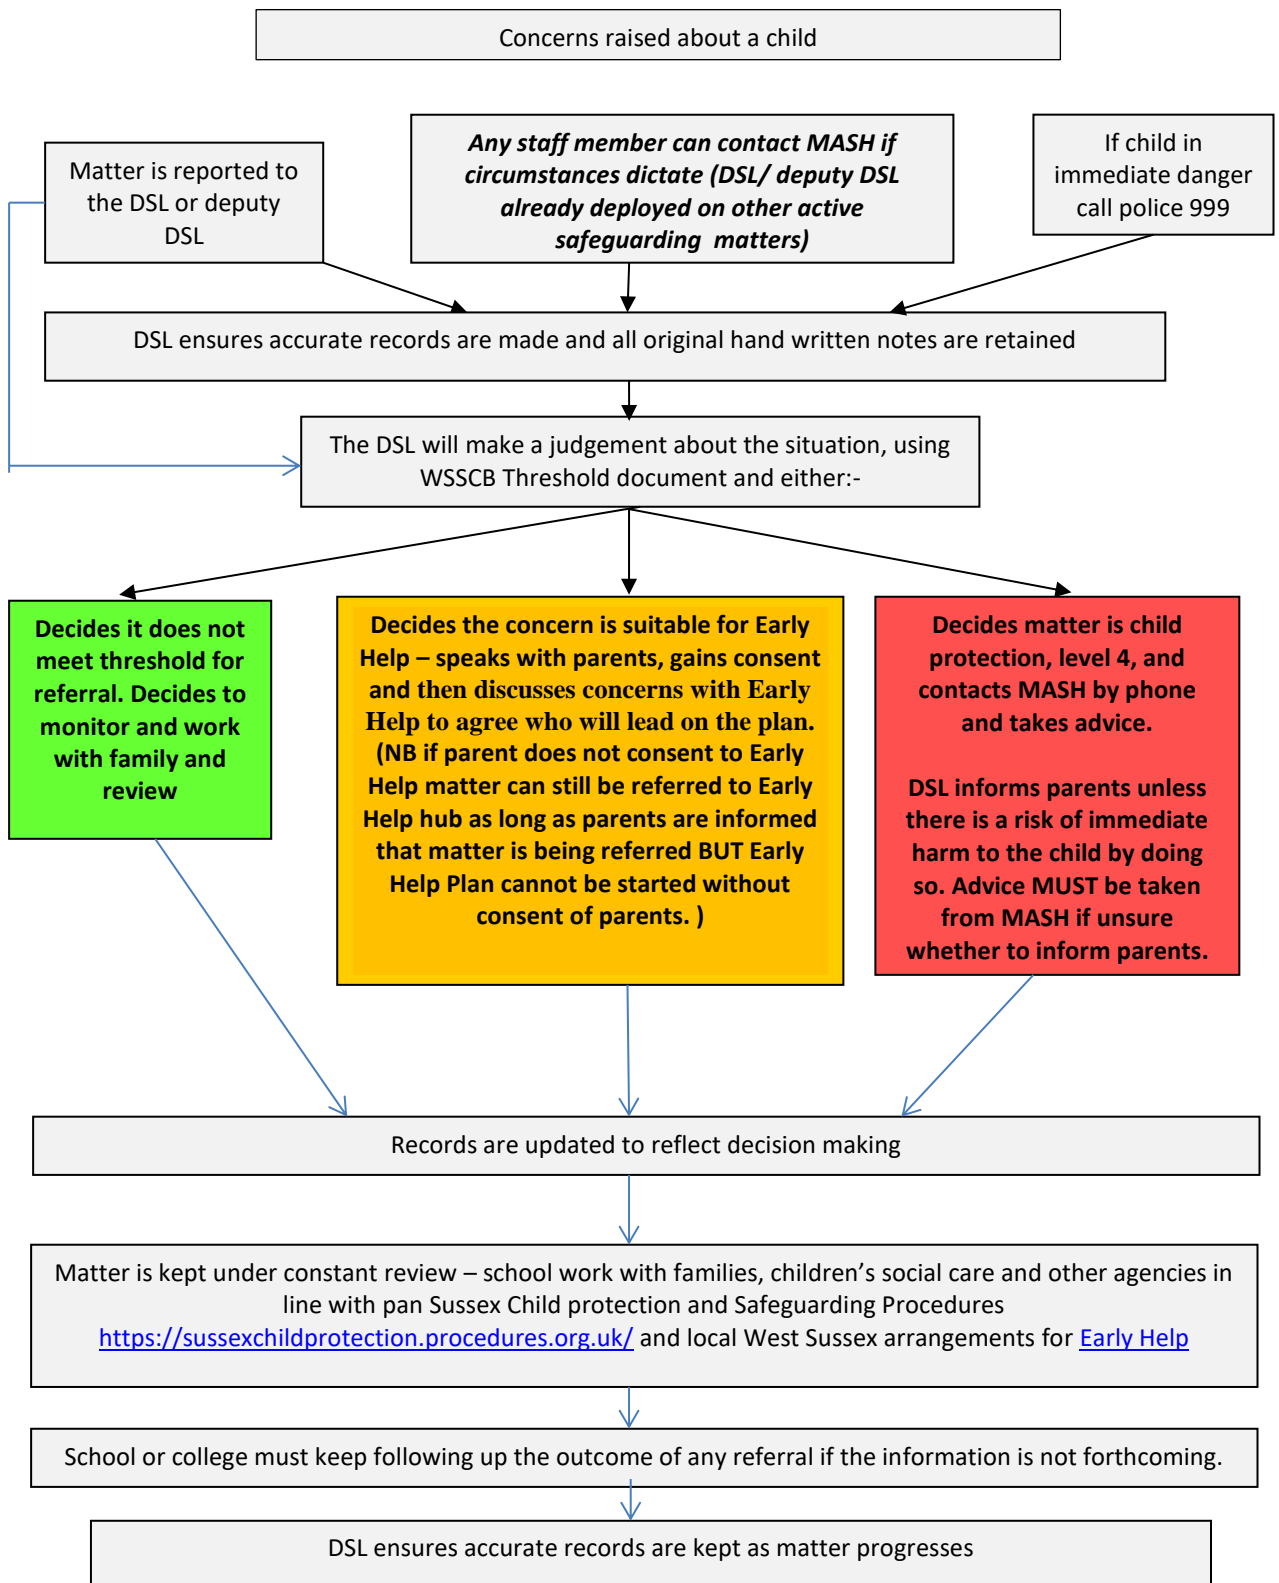 Concerns raised about a child
Matter is reported to
the DSL or deputy
DSL
Any staff member can contact MASH if
circumstances dictate (DSL/ deputy DSL
already deployed on other active
safeguarding matters)
If child in
immediate danger
call police 999
DSL ensures accurate records are made and all original hand written notes are retained
The DSL will make a judgement about the situation, using
WSSCB Threshold document and either:-
Decides it does not
meet threshold for
referral. Decides to
monitor and work
with family and
review
Decides the concern is suitable for Early
Help – speaks with parents, gains consent
and then discusses concerns with Early
Help to agree who will lead on the plan.
(NB if parent does not consent to Early
Help matter can still be referred to Early
Help hub as long as parents are informed
that matter is being referred BUT Early
Help Plan cannot be started without
consent of parents. )
Decides matter is child
protection, level 4, and
contacts MASH by phone
and takes advice.
DSL informs parents unless
there is a risk of immediate
harm to the child by doing
so. Advice MUST be taken
from MASH if unsure
whether to inform parents.
Records are updated to reflect decision making
Matter is kept under constant review – school work with families, children’s social care and other agencies in
line with pan Sussex Child protection and Safeguarding Procedures
https://sussexchildprotection.procedures.org.uk/ and local West Sussex arrangements for Early Help
School or college must keep following up the outcome of any referral if the information is not forthcoming.
DSL ensures accurate records are kept as matter progresses